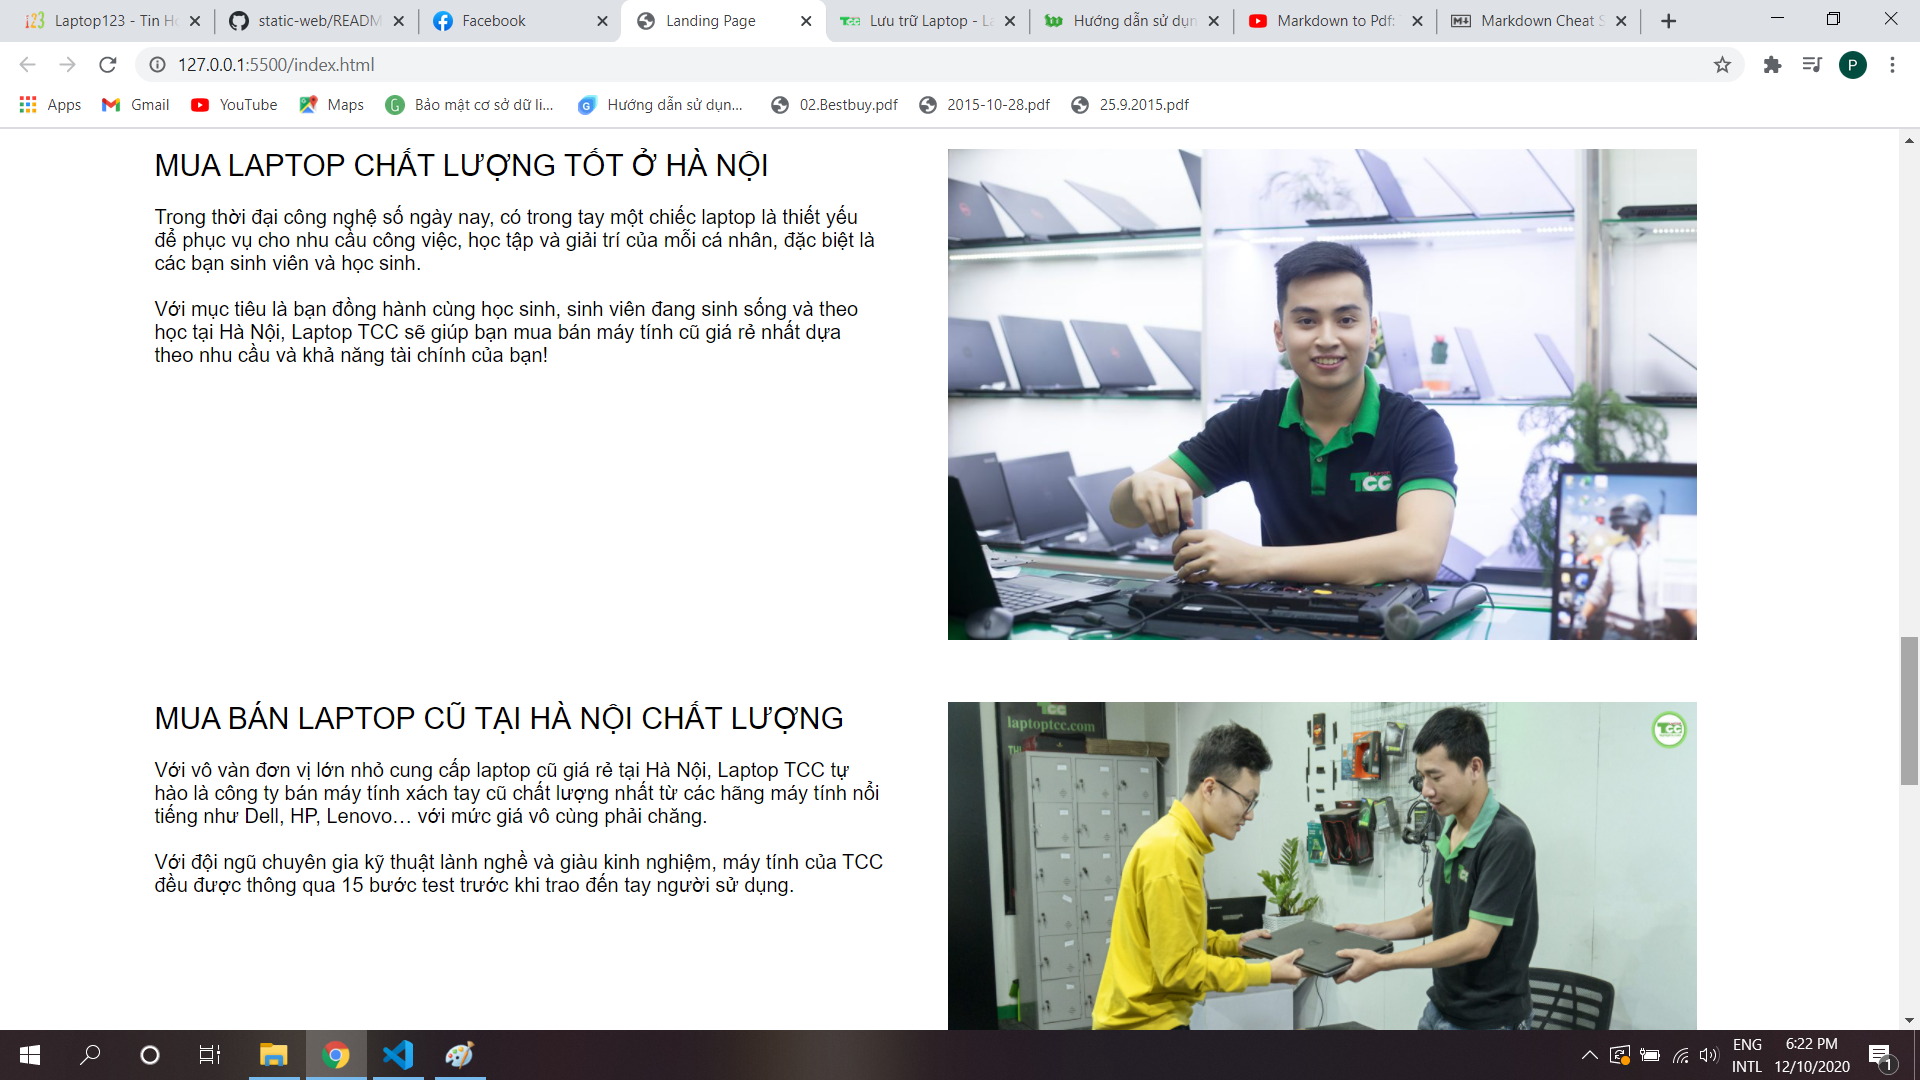 Laptop123 - Tin H
static-web/READM
Facebook
Landing Page
Lưu trữ Laptop - L
Hướng dẫn sử dụn
Markdown to Pdf:
Markdown Cheat S
127.0.0.1:5500/index.html
P
Apps
Gmail
YouTube
Maps
Bảo mật cơ sở dữ li...
Hướng dẫn sử dụn...
02.Bestbuy.pdf
2015-10-28.pdf
25.9.2015.pdf
MUA LAPTOP CHẤT LƯỢNG TỐT Ở HÀ NỘI
Trong thời đại công nghệ số ngày nay, có trong tay một chiếc laptop là thiết yếu
để phục vụ cho nhu cầu công việc, học tập và giải trí của mỗi cá nhân, đặc biệt là
các bạn sinh viên và học sinh.
Với mục tiêu là bạn đồng hành cùng học sinh, sinh viên đang sinh sống và theo
học tại Hà Nội, Laptop TCC sẽ giúp bạn mua bán máy tính cũ giá rẻ nhất dựa
theo nhu cầu và khả năng tài chính của bạn!
LAPTOP
TCC
MUA BÁN LAPTOP CŨ TẠI HÀ NỘI CHẤT LƯỢNG
Với vô vàn đơn vị lớn nhỏ cung cấp laptop cũ giá rẻ tại Hà Nội, Laptop TCC tự
hào là công ty bán máy tính xách tay cũ chất lượng nhất từ các hãng máy tính nổi
tiếng như Dell, HP, Lenovo… với mức giá vô cùng phải chăng.
Với đội ngũ chuyên gia kỹ thuật lành nghề và giàu kinh nghiệm, máy tính của TCC
đều được thông qua 15 bước test trước khi trao đến tay người sử dụng.
TCC
laptoptcc.com
TCC
ENG
INTL
6:22 PM
12/10/2020
1